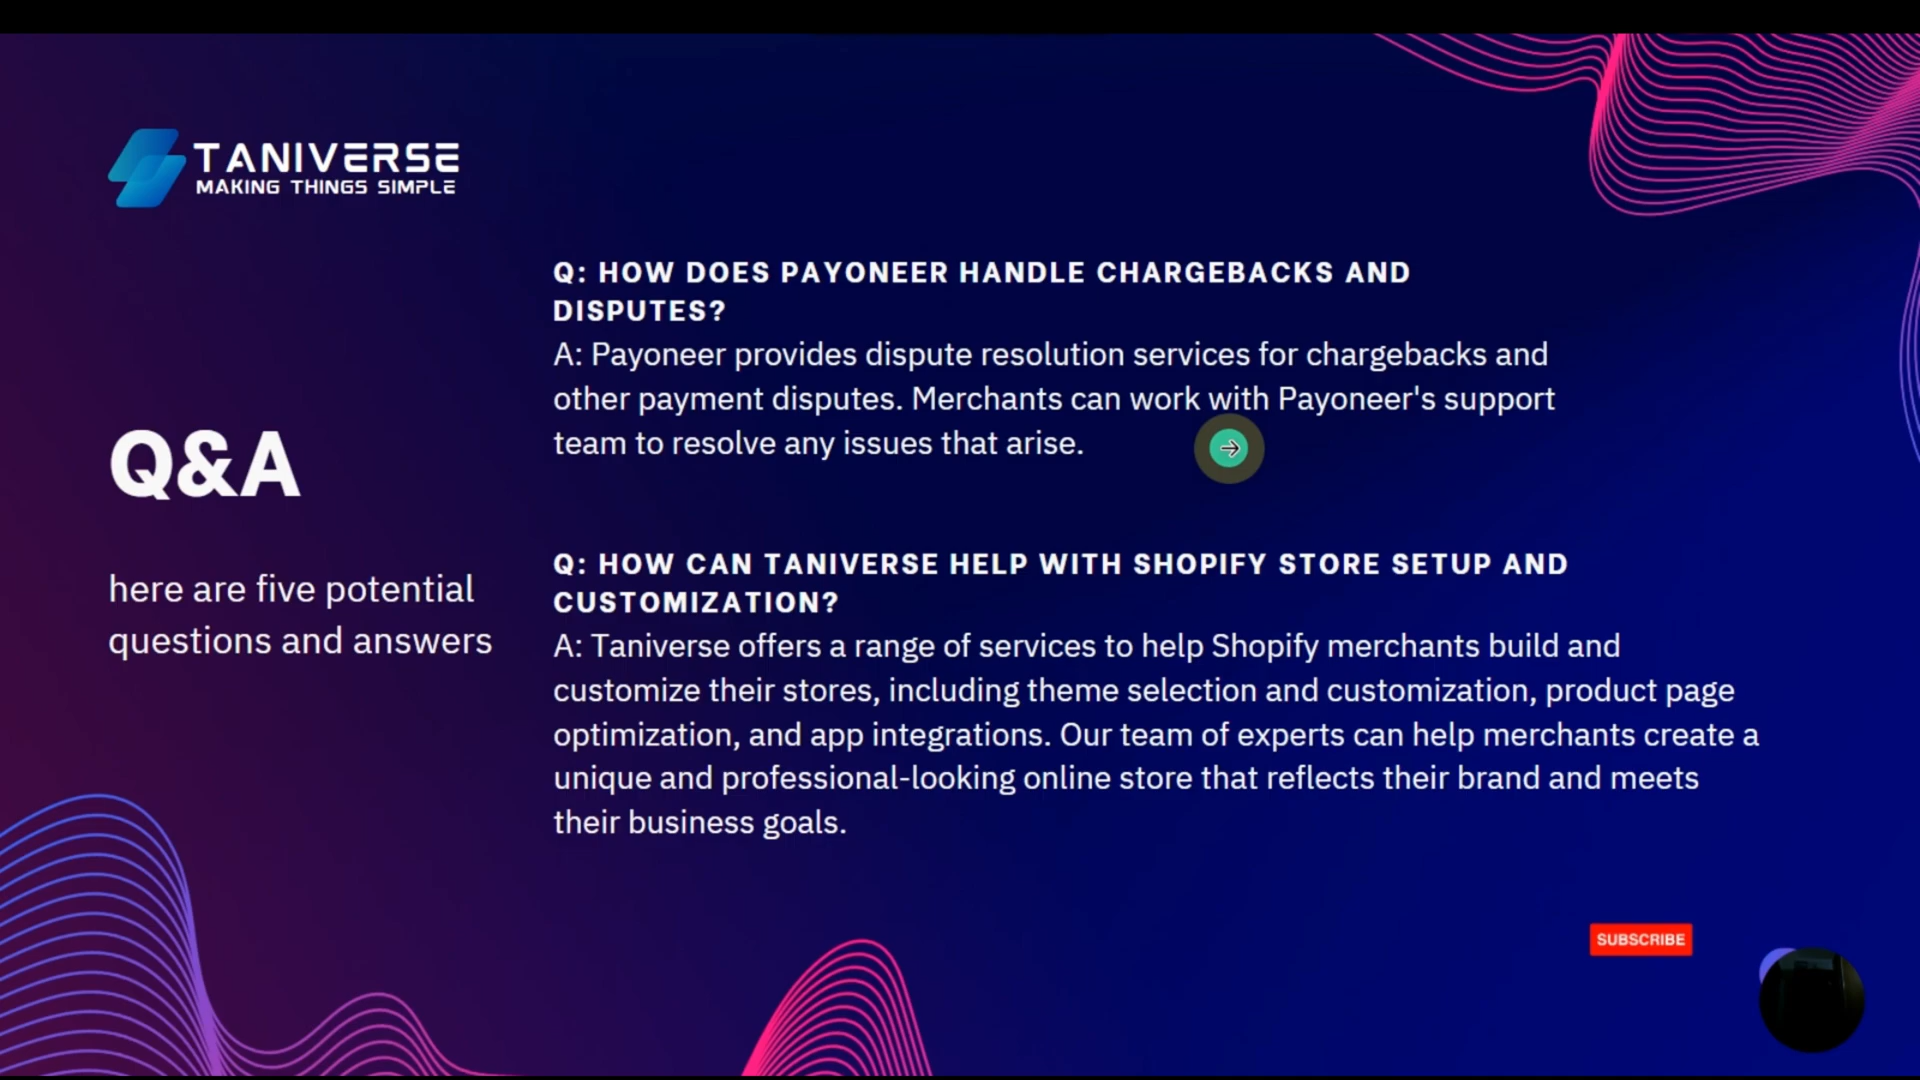 TANIVERSE
MAKING THINGS SIMPLE
Q&A
here are five potential
questions and answers
Q: HOW DOES PAYONEER HANDLE CHARGEBACKS AND
DISPUTES?
A: Payoneer provides dispute resolution services for chargebacks and
other payment disputes. Merchants can work with Payoneer's support
team to resolve any issues that arise.
Q: HOW CAN TANIVERSE HELP WITH SHOPIFY STORE SETUP AND
CUSTOMIZATION?
A: Taniverse offers a range of services to help Shopify merchants build and
customize their stores, including theme selection and customization, product page
optimization, and app integrations. Our team of experts can help merchants create a
unique and professional-looking online store that reflects their brand and meets
their business goals.
SUBSCRIBE